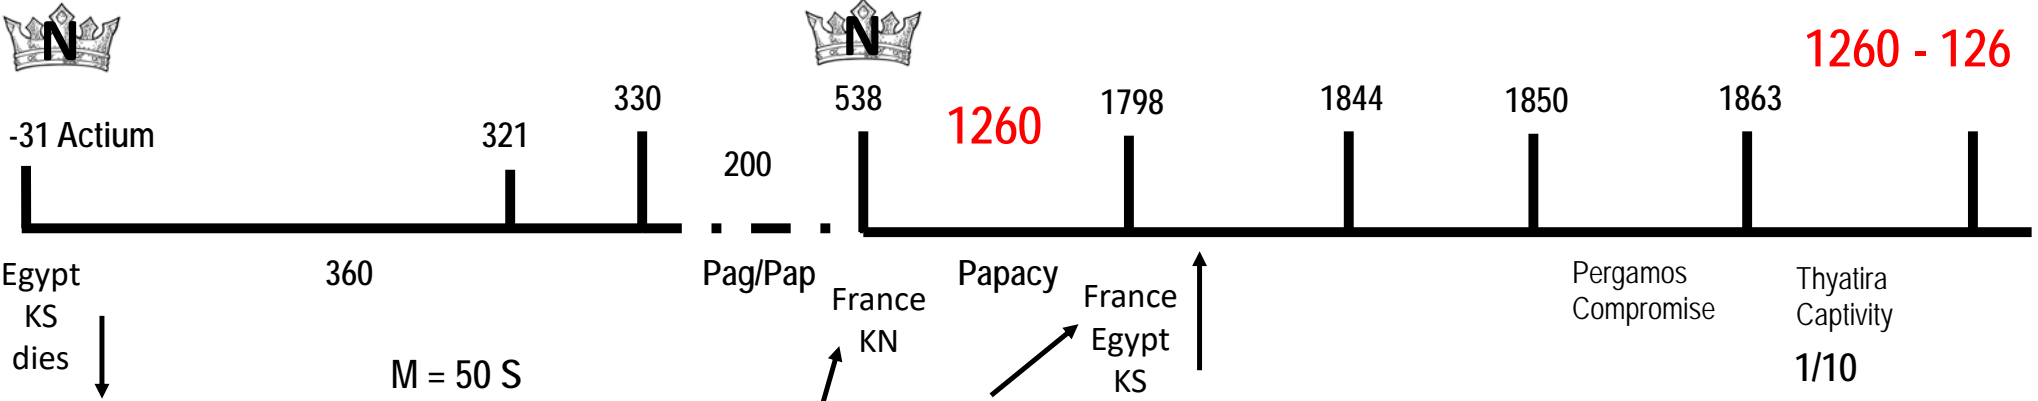 N
N
1260 - 126
-31 Actium
321
330
200
538
1260
1798
1844
1850
1863
Egypt
KS
dies
360
M = 50 S
Pag/Pap
France
KN
Papacy
France
Egypt
KS
Pergamos
Compromise
Thyatira
Captivity
1/10